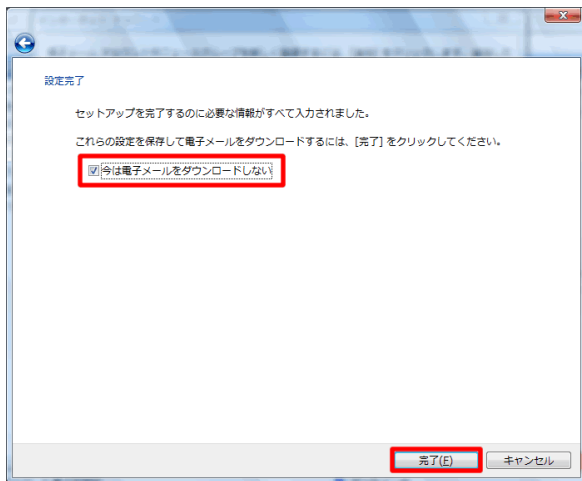 設定完了
セットアップを完了するのに必要な情報がすべて入力されました。
これらの設定を保存して電子メールをダウンロードするには、[完了] をクリックしてください。
今は電子メールをダウンロードしない
完了(F)
キャンセル